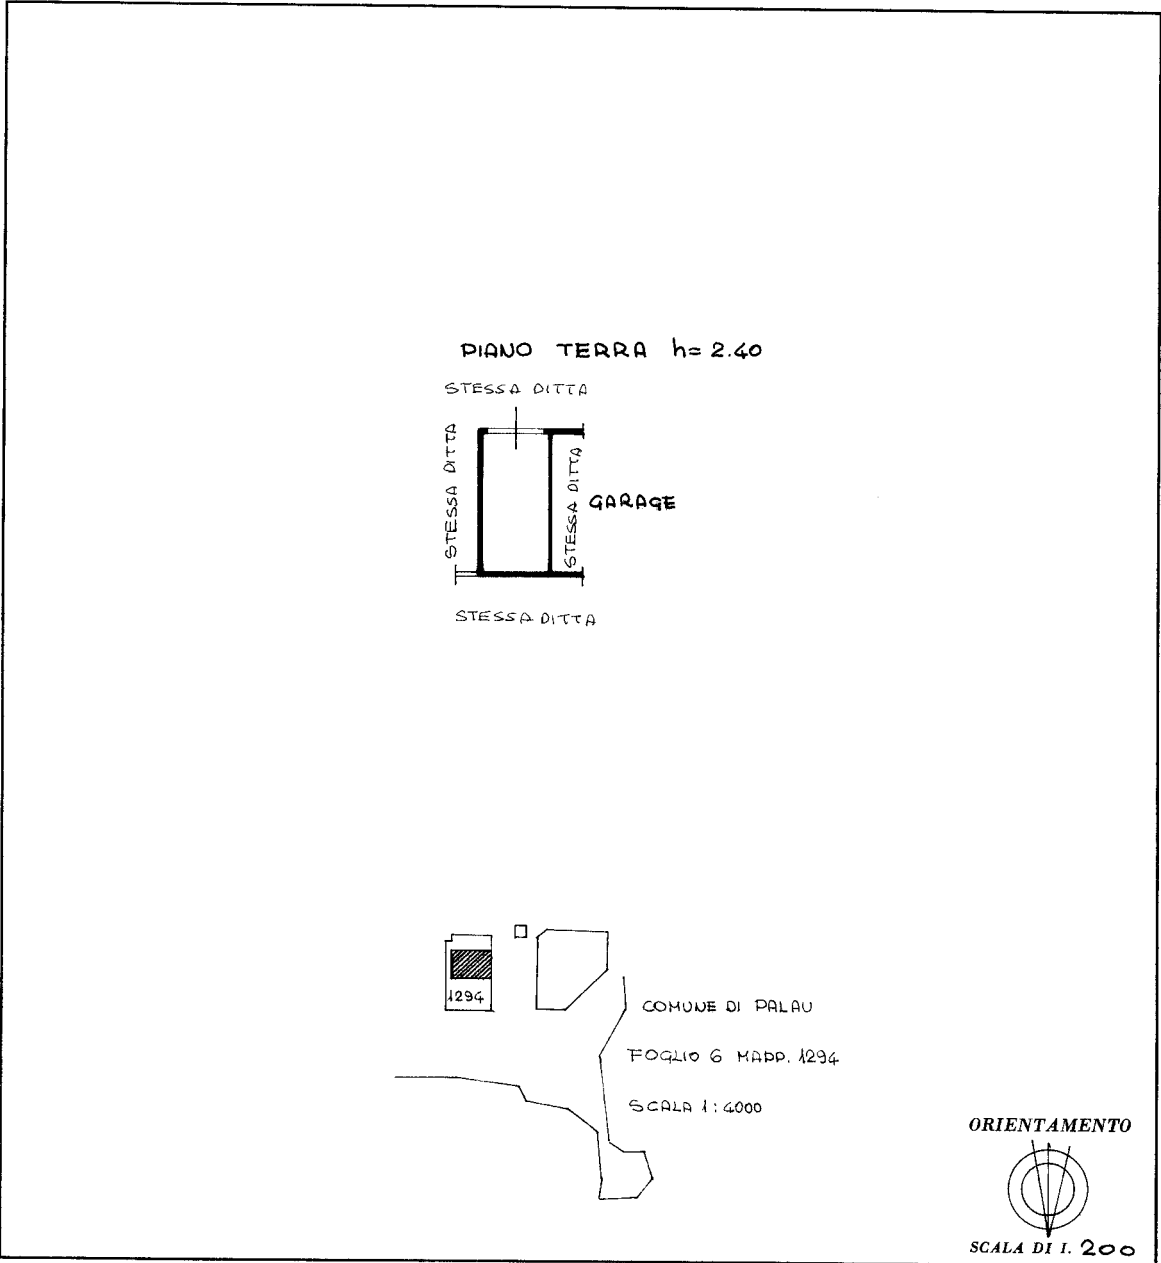 PIANO TERRA h= 2.40
STESSA DITTA
STESSA DITTA
STESSA DITTA
GARAGE
STESSA DITTA
1294
COMUNE DI PALAU
FOGLIO 6 MAPP. 1294
SCALA 1:4000
ORIENTAMENTO
SCALA DI I. 200